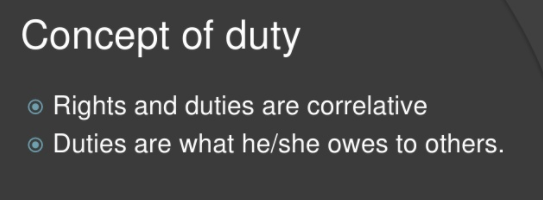 Concept of duty
Rights and duties are correlative
Duties are what he/she owes to others.